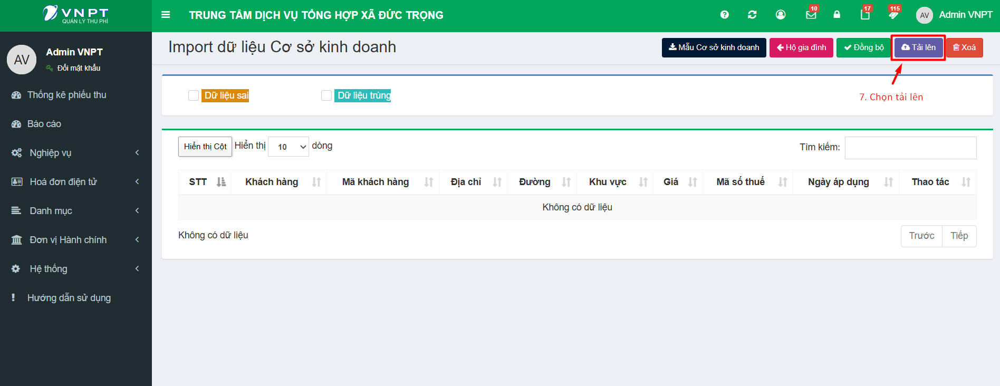 VNPT
QUẢN LÝ THU PHÍ
TRUNG TÂM DỊCH VỤ TỔNG HỢP XÃ ĐỨC TRỌNG
10
17
115
AV
Admin VNPT
AV
Admin VNPT
Đổi mật khẩu
Thống kê phiếu thu
Báo cáo
Nghiệp vụ
Hoá đơn điện tử
Danh mục
Đơn vị Hành chính
Hệ thống
Hướng dẫn sử dụng
Import dữ liệu Cơ sở kinh doanh
Mẫu Cơ sở kinh doanh
Hộ gia đình
Đồng bộ
Tải lên
Xoá
Dữ liệu sai
Dữ liệu trùng
7. Chọn tải lên
Hiển thị Cột
Hiển thị 10 dòng
Tìm kiếm:
STT Khách hàng Mã khách hàng Địa chỉ Đường Khu vực Giá Mã số thuế Ngày áp dụng Thao tác
Không có dữ liệu
Không có dữ liệu
Trước
Tiếp